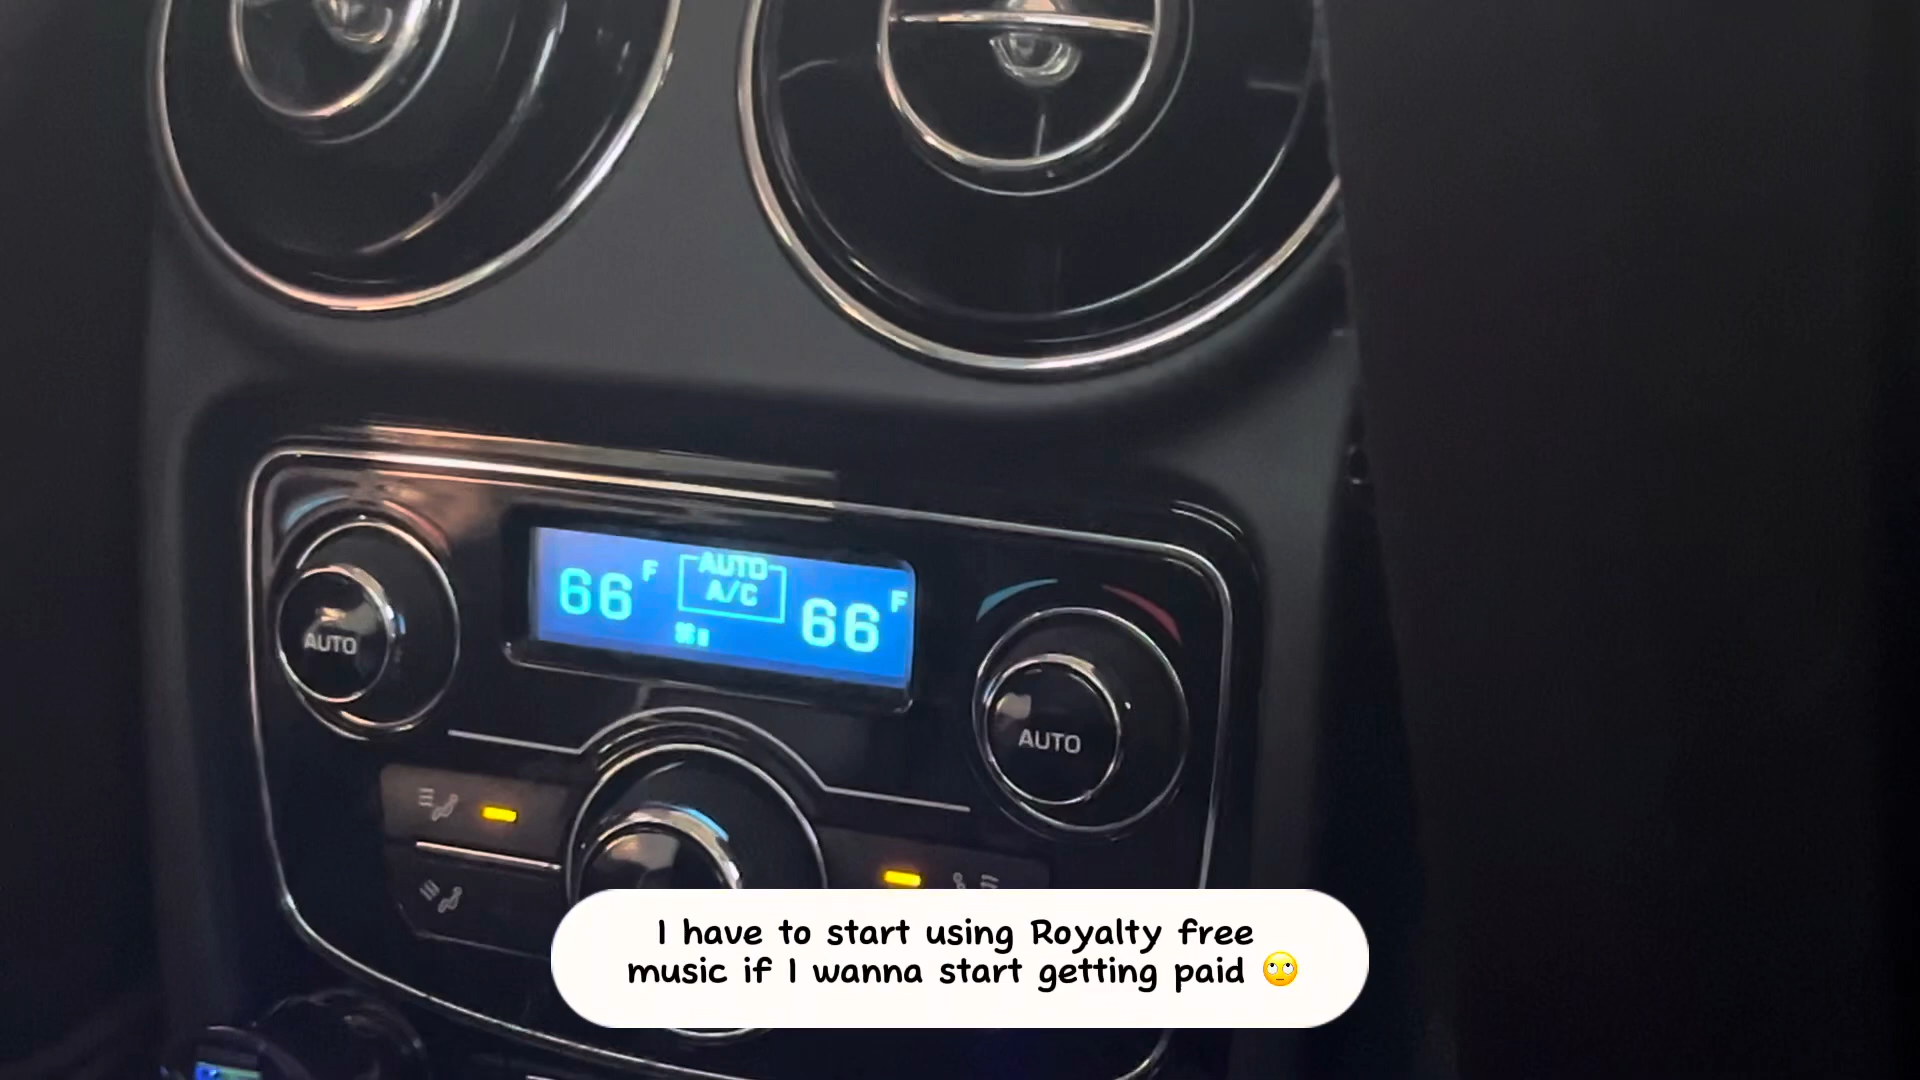 66 F AUTO A/C 66 F
AUTO
AUTO
I have to start using Royalty free
music if I wanna start getting paid 🙄